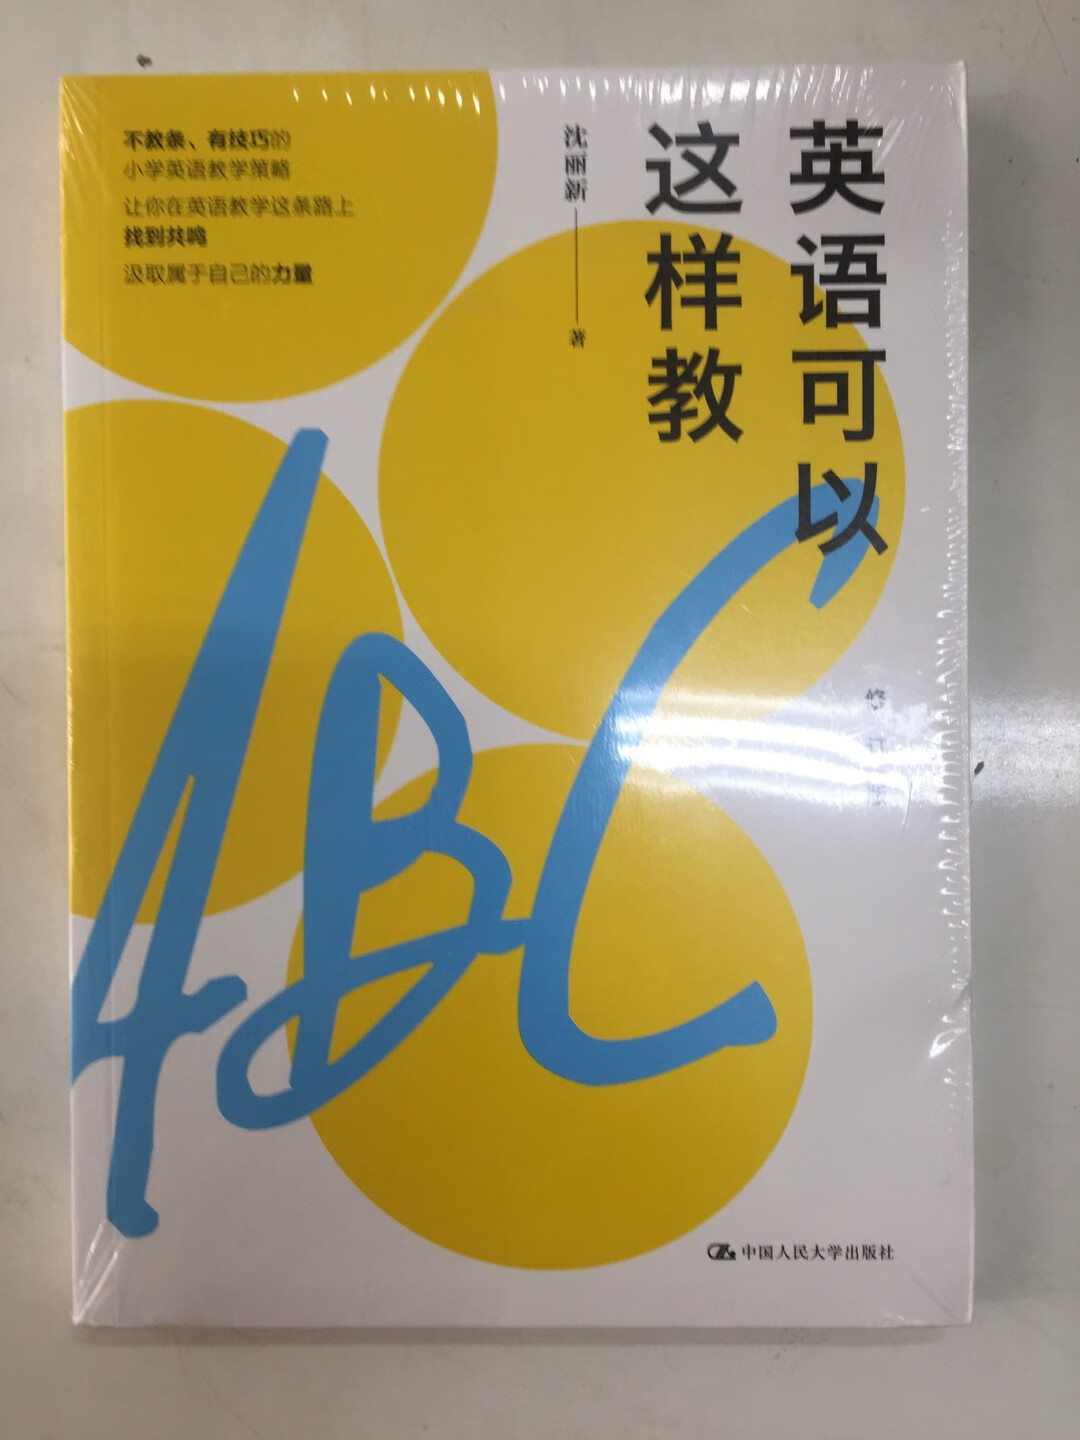 英语可以
这样教
沈丽新
著
不教条、有技巧的
小学英语教学策略
让你在英语教学这条路上
找到共鸣
汲取属于自己的力量
ABC
修订版
中国人民大学出版社